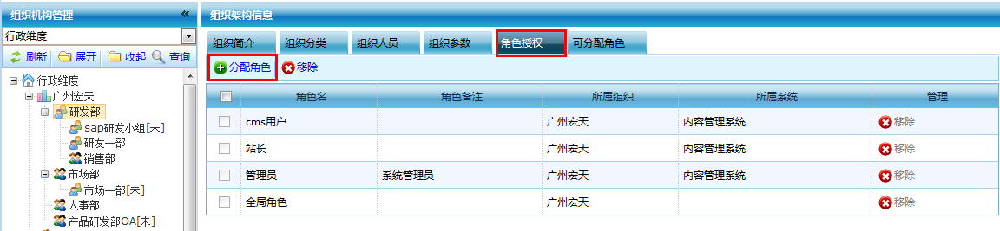 组织机构管理
行政维度
刷新 展开 收起 查询
行政维度
广州宏天
研发部
sap研发小组[未]
研发一部
销售部
市场部
市场一部[未]
人事部
产品研发部OA[未]
组织架构信息
组织简介 组织分类 组织人员 组织参数 角色授权 可分配角色
分配角色 移除
角色名 角色备注 所属组织 所属系统 管理
cms用户 广州宏天 内容管理系统 移除
站长 广州宏天 内容管理系统 移除
管理员 系统管理员 广州宏天 内容管理系统 移除
全局角色 广州宏天 移除